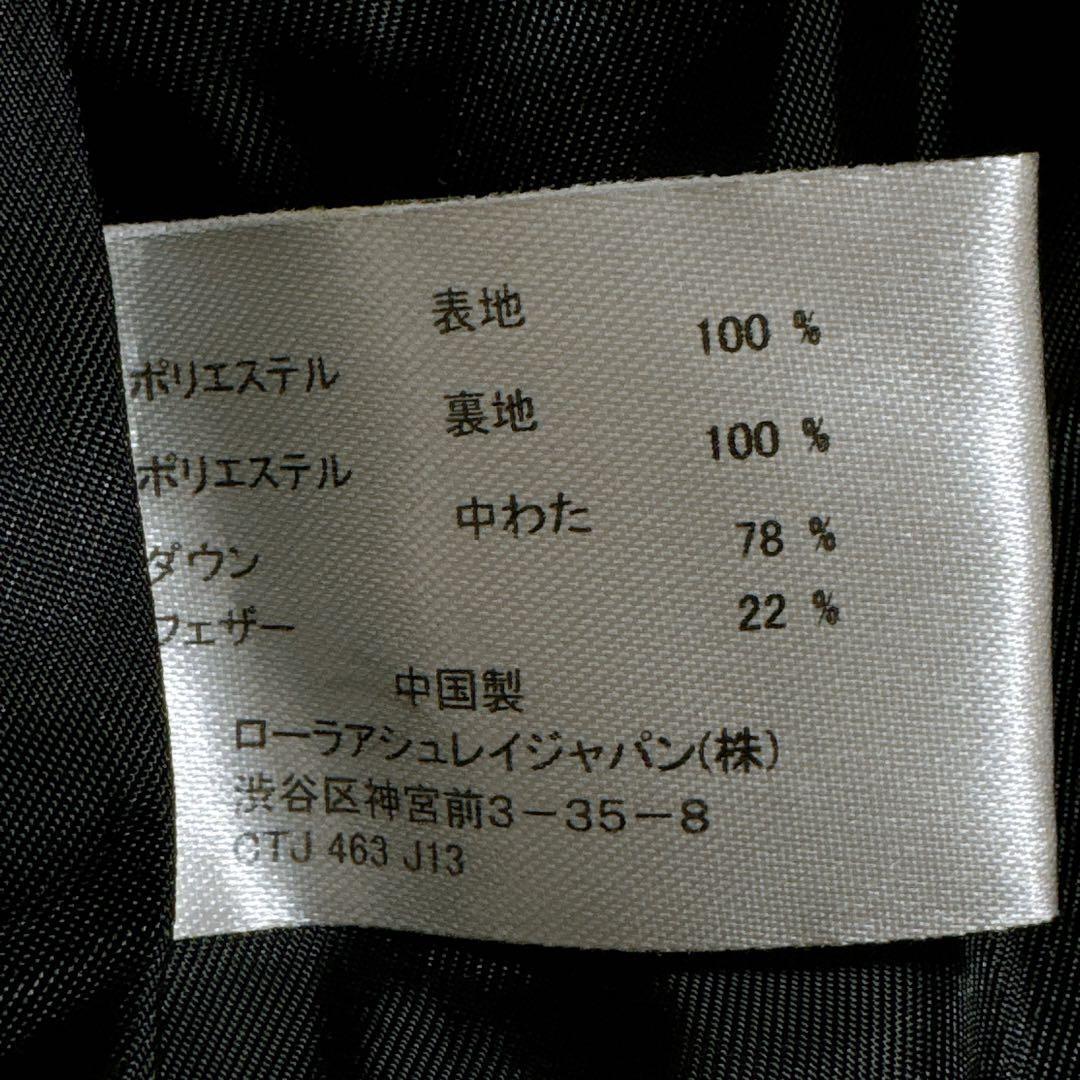 表地
ポリエステル 100 %
裏地
ポリエステル 100 %
中わた
ダウン 78 %
フェザー 22 %
中国製
ローラアシュレイジャパン(株)
渋谷区神宮前3-35-8
CTJ 463 J13